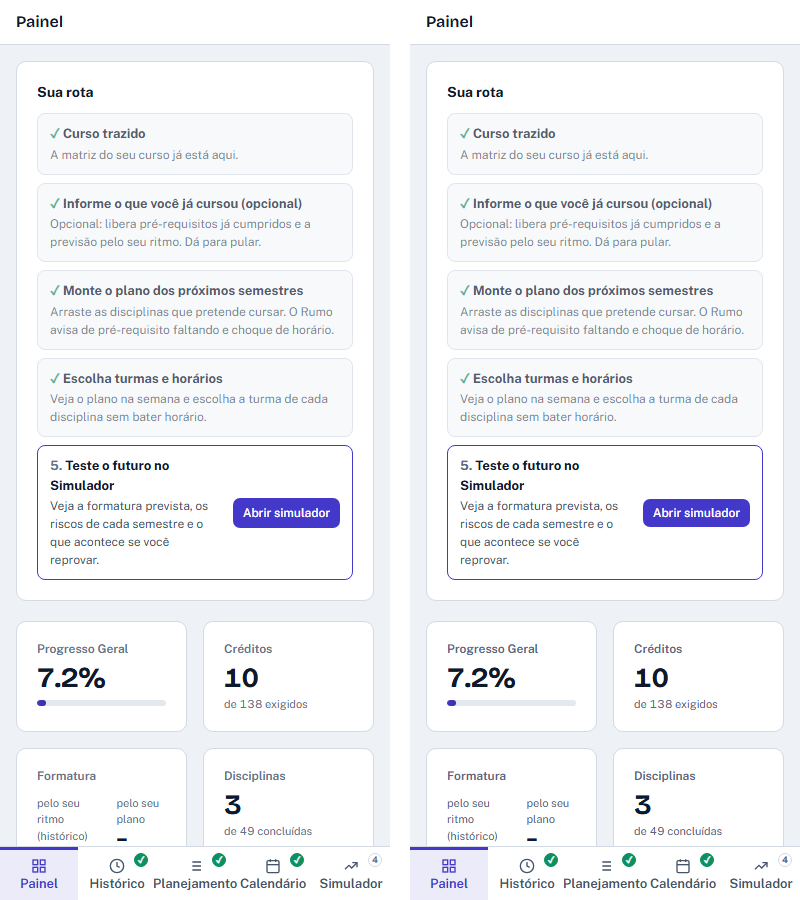 Painel
Sua rota
✓ Curso trazido
A matriz do seu curso já está aqui.
✓ Informe o que você já cursou (opcional)
Opcional: libera pré-requisitos já cumpridos e a
previsão pelo seu ritmo. Dá para pular.
✓ Monte o plano dos próximos semestres
Arraste as disciplinas que pretende cursar. O Rumo
avisa de pré-requisito faltando e choque de horário.
✓ Escolha turmas e horários
Veja o plano na semana e escolha a turma de cada
disciplina sem bater horário.
5. Teste o futuro no
Simulador
Veja a formatura prevista, os
riscos de cada semestre e o
que acontece se você
reprovar.
Abrir simulador
Progresso Geral
7.2%
Créditos
10
de 138 exigidos
Formatura
pelo seu
ritmo
(histórico)
pelo seu
plano
–
Disciplinas
3
de 49 concluídas
Painel
Histórico
Planejamento
Calendário
4
Simulador
Painel
Sua rota
✓ Curso trazido
A matriz do seu curso já está aqui.
✓ Informe o que você já cursou (opcional)
Opcional: libera pré-requisitos já cumpridos e a
previsão pelo seu ritmo. Dá para pular.
✓ Monte o plano dos próximos semestres
Arraste as disciplinas que pretende cursar. O Rumo
avisa de pré-requisito faltando e choque de horário.
✓ Escolha turmas e horários
Veja o plano na semana e escolha a turma de cada
disciplina sem bater horário.
5. Teste o futuro no
Simulador
Veja a formatura prevista, os
riscos de cada semestre e o
que acontece se você
reprovar.
Abrir simulador
Progresso Geral
7.2%
Créditos
10
de 138 exigidos
Formatura
pelo seu
ritmo
(histórico)
pelo seu
plano
–
Disciplinas
3
de 49 concluídas
Painel
Histórico
Planejamento
Calendário
4
Simulador